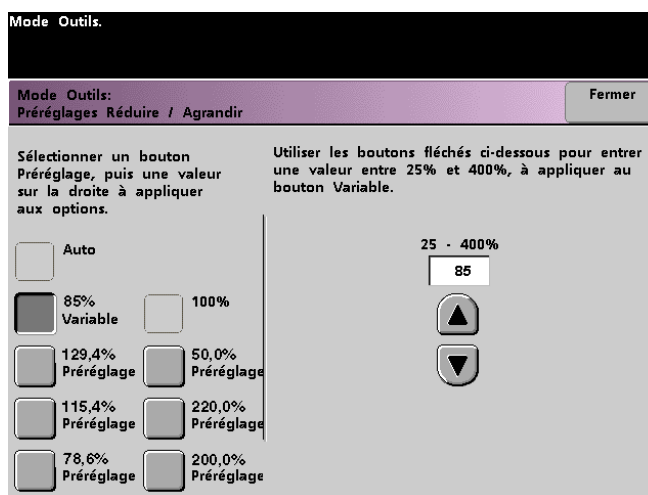 Mode Outils.
Mode Outils:
Préréglages Réduire / Agrandir
Fermer
Sélectionner un bouton
Préréglage, puis une valeur
sur la droite à appliquer
aux options.
Utiliser les boutons fléchés ci-dessous pour entrer
une valeur entre 25% et 400%, à appliquer au
bouton Variable.
Auto
85%
Variable
100%
129,4%
Préréglage
50,0%
Préréglage
115,4%
Préréglage
220,0%
Préréglage
78,6%
Préréglage
200,0%
Préréglage
25 - 400%
85